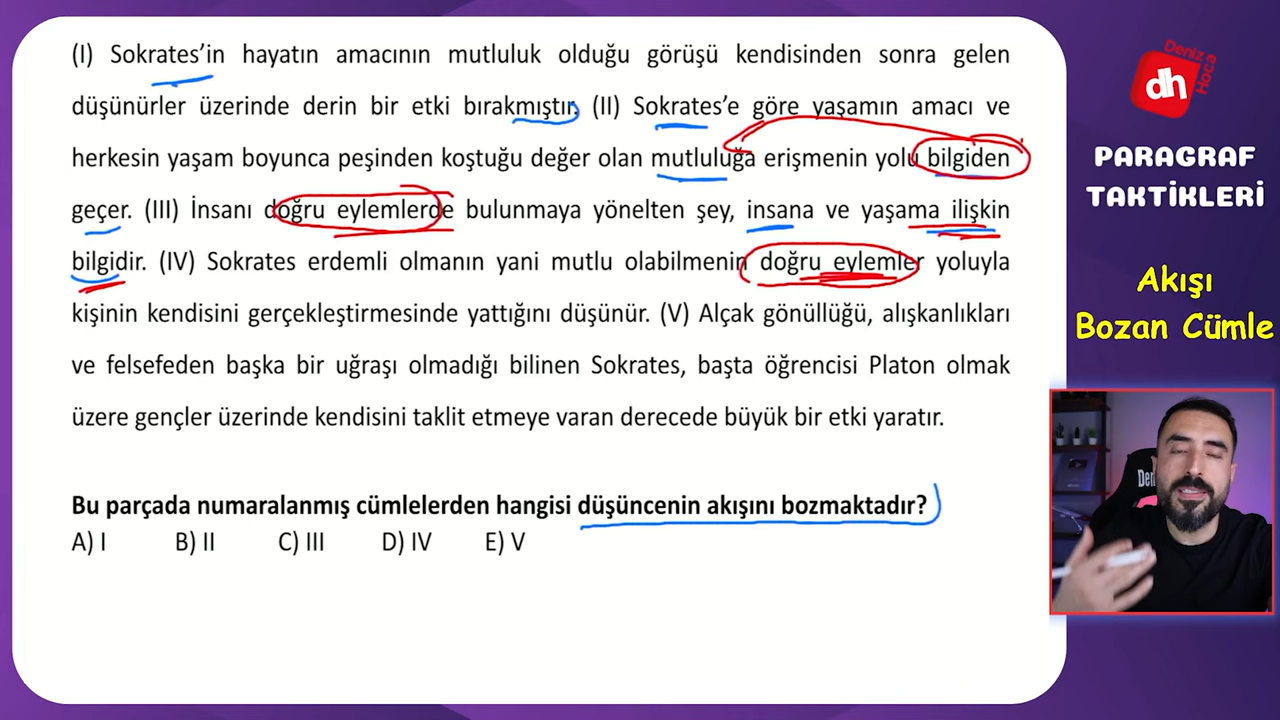 (I) Sokrates’in hayatın amacının mutluluk olduğu görüşü kendisinden sonra gelen
düşünürler üzerinde derin bir etki bırakmıştır. (II) Sokrates’e göre yaşamın amacı ve
herkesin yaşam boyunca peşinden koştuğu değer olan mutluluğa erişmenin yolu bilgiden
geçer. (III) İnsanı doğru eylemlerde bulunmaya yönelten şey, insana ve yaşama ilişkin
bilgidir. (IV) Sokrates erdemli olmanın yani mutlu olabilmenin doğru eylemler yoluyla
kişinin kendisini gerçekleştirmesinde yattığını düşünür. (V) Alçak gönüllüğü, alışkanlıkları
ve felsefeden başka bir uğraşı olmadığı bilinen Sokrates, başta öğrencisi Platon olmak
üzere gençler üzerinde kendisini taklit etmeye varan derecede büyük bir etki yaratır.
Bu parçada numaralanmış cümlelerden hangisi düşüncenin akışını bozmaktadır?
A) I B) II C) III D) IV E) V
dh
Deniz
Hoca
PARAGRAF
TAKTİKLERİ
Akışı
Bozan Cümle
Den